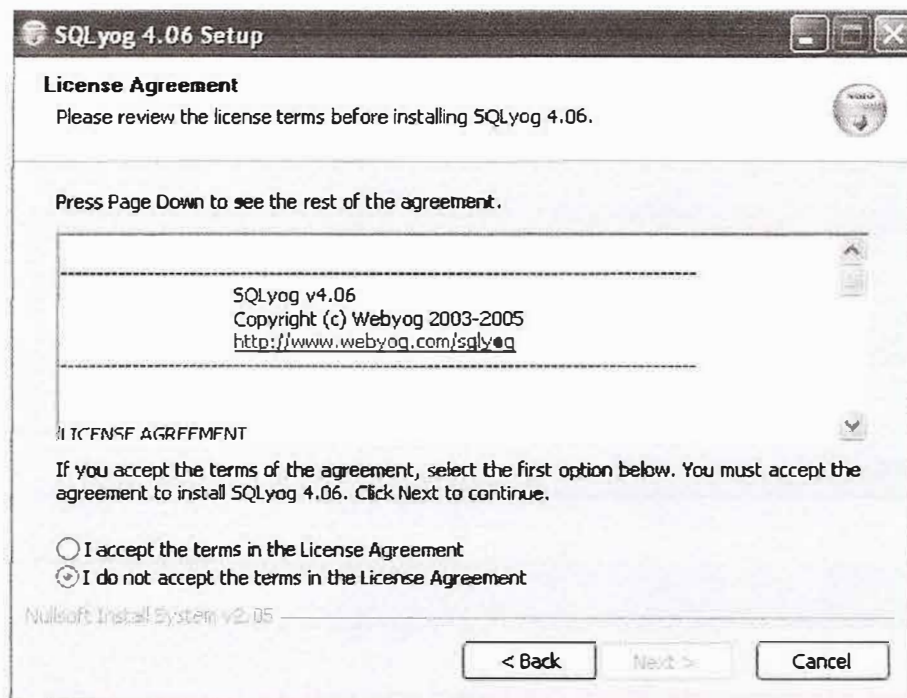 SQLyog 4.06 Setup
License Agreement
Please review the license terms before installing SQLyog 4.06.
Press Page Down to see the rest of the agreement.
SQLyog v4.06
Copyright (c) Webyog 2003-2005
http://www.webyog.com/sqlyog
LICENSE AGREEMENT
If you accept the terms of the agreement, select the first option below. You must accept the
agreement to install SQLyog 4.06. Click Next to continue.
I accept the terms in the License Agreement
I do not accept the terms in the License Agreement
Nullsoft Install System v2.05
< Back
Next >
Cancel